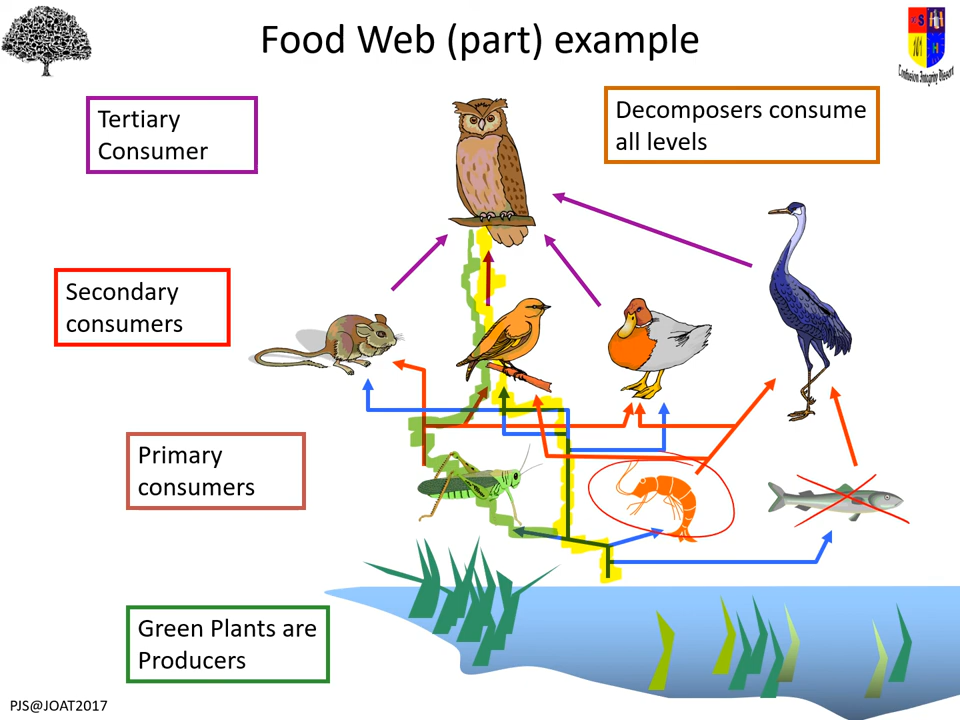 Food Web (part) example
Tertiary
Consumer
Decomposers consume
all levels
Secondary
consumers
Primary
consumers
Green Plants are
Producers
PJS@JOAT2017